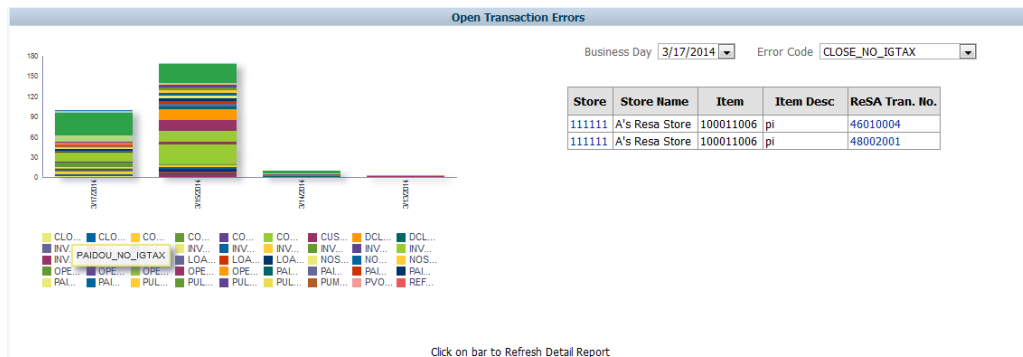 Open Transaction Errors
Business Day 3/17/2014 Error Code CLOSE_NO_IGTAX
180
150
120
90
60
30
0
3/17/2014 3/15/2014 3/14/2014 3/13/2014
Store Store Name Item Item Desc ReSA Tran. No.
111111 A's Resa Store 100011006 pi 46010004
111111 A's Resa Store 100011006 pi 48002001
CLO... CLO... CO... CO... CO... CO... CUS... DCL... DCL...
INV... INV... INV... INV... INV... INV... INV...
PAIDOU_NO_IGTAX
INV... LOA... LOA... LOA... NOS... NO... NOS...
OPE... OPE... OPE... OPE... OPE... PAI... PAI... PAI... PAI...
PAI... PAI... PUL... PUL... PUL... PUL... PUM... PVO... REF...
Click on bar to Refresh Detail Report